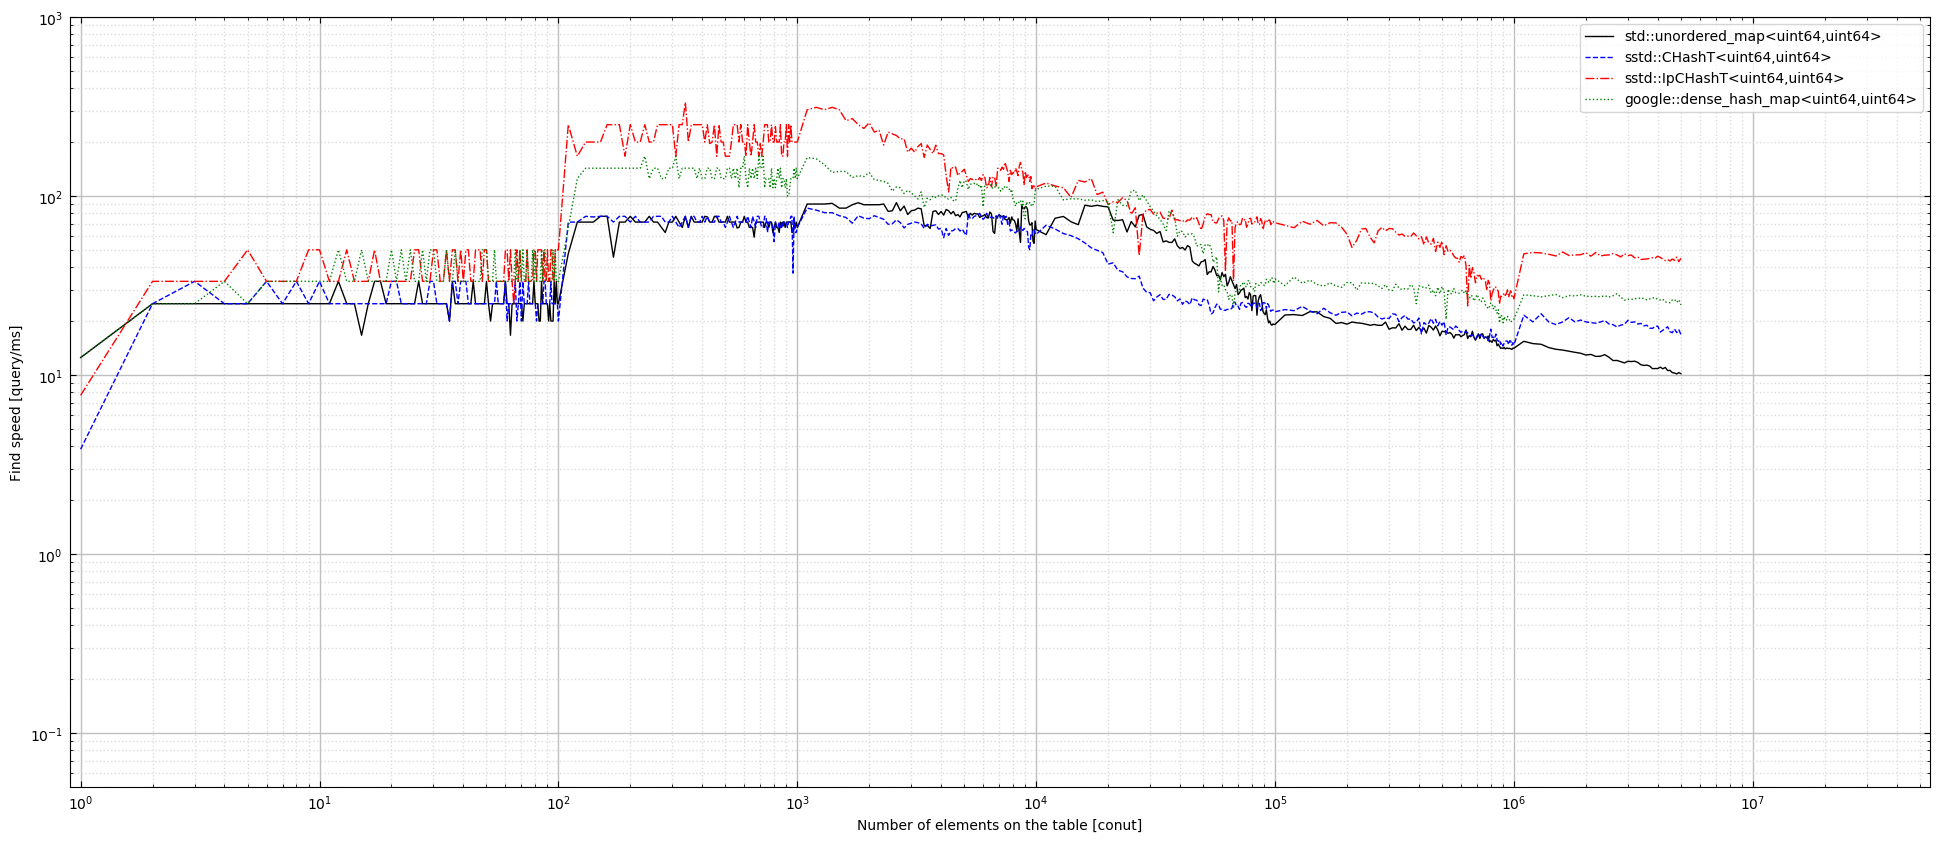 10³
10²
10¹
10⁰
10⁻¹
Find speed [query/ms]
std::unordered_map<uint64,uint64>
sstd::CHashT<uint64,uint64>
sstd::IpCHashT<uint64,uint64>
google::dense_hash_map<uint64,uint64>
10⁰ 10¹ 10² 10³ 10⁴ 10⁵ 10⁶ 10⁷
Number of elements on the table [conut]